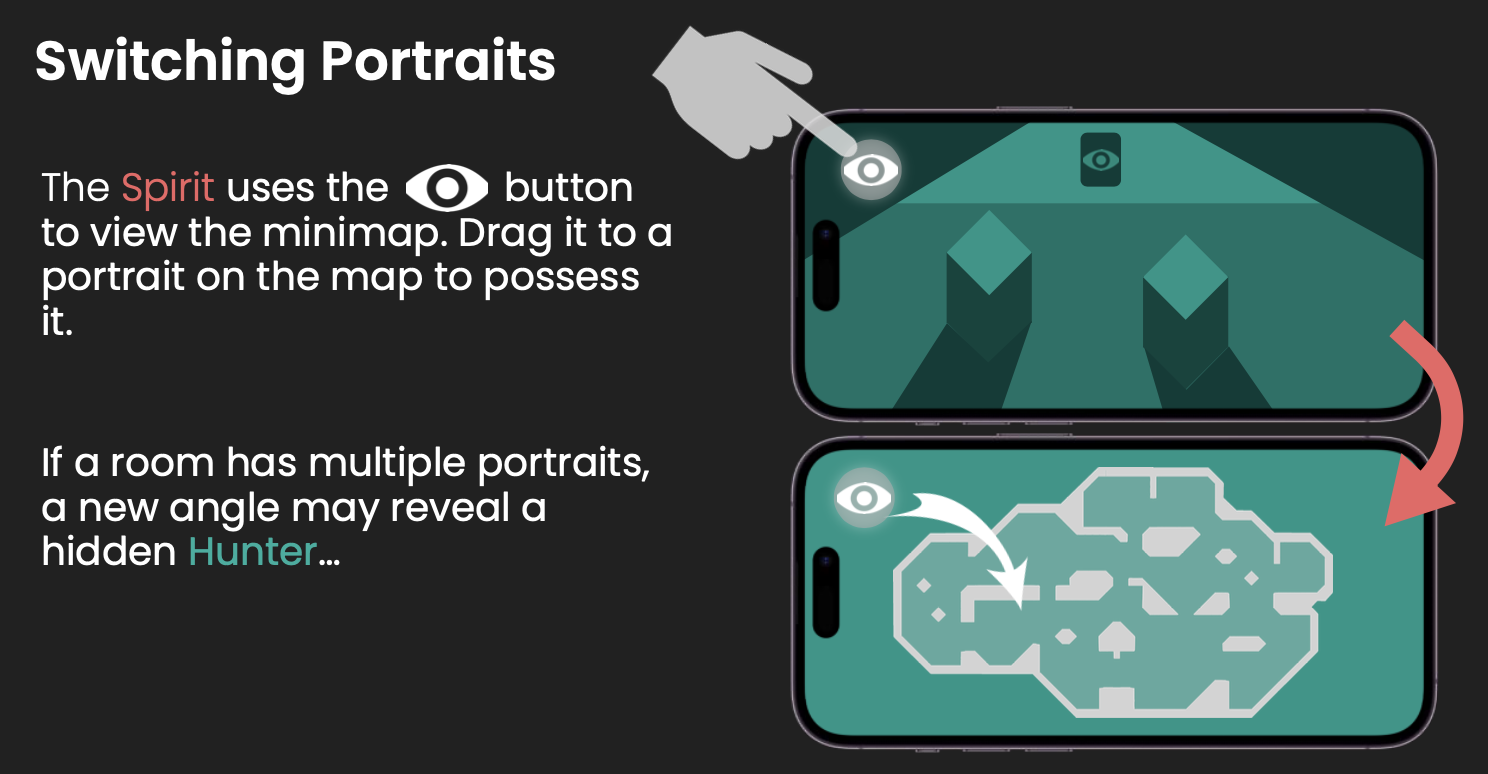 Switching Portraits
The Spirit uses the button
to view the minimap. Drag it to a
portrait on the map to possess
it.
If a room has multiple portraits,
a new angle may reveal a
hidden Hunter...